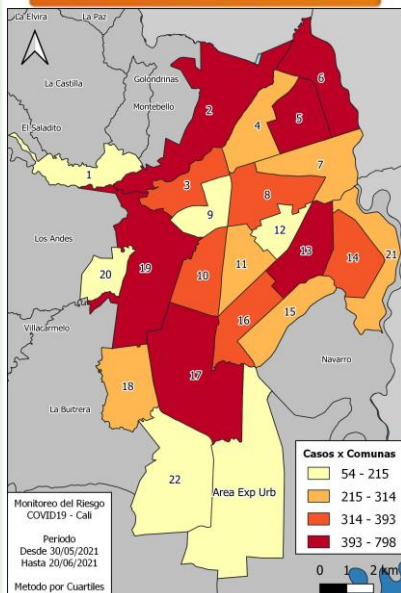 La Elvira
La Paz
La Castilla
Golondrinas
Montebello
El Saladito
6
2
5
4
7
1
3
8
9
12
Los Andes
13
14
19
10
11
21
20
16
15
Villacarmelo
Navarro
17
18
La Buitrera
22
Area Exp Urb
Casos x Comunas
54 - 215
215 - 314
314 - 393
393 - 798
Monitoreo del Riesgo
COVID19 - Cali
Periodo
Desde 30/05/2021
Hasta 20/06/2021
Metodo por Cuartiles
0 1 2 km